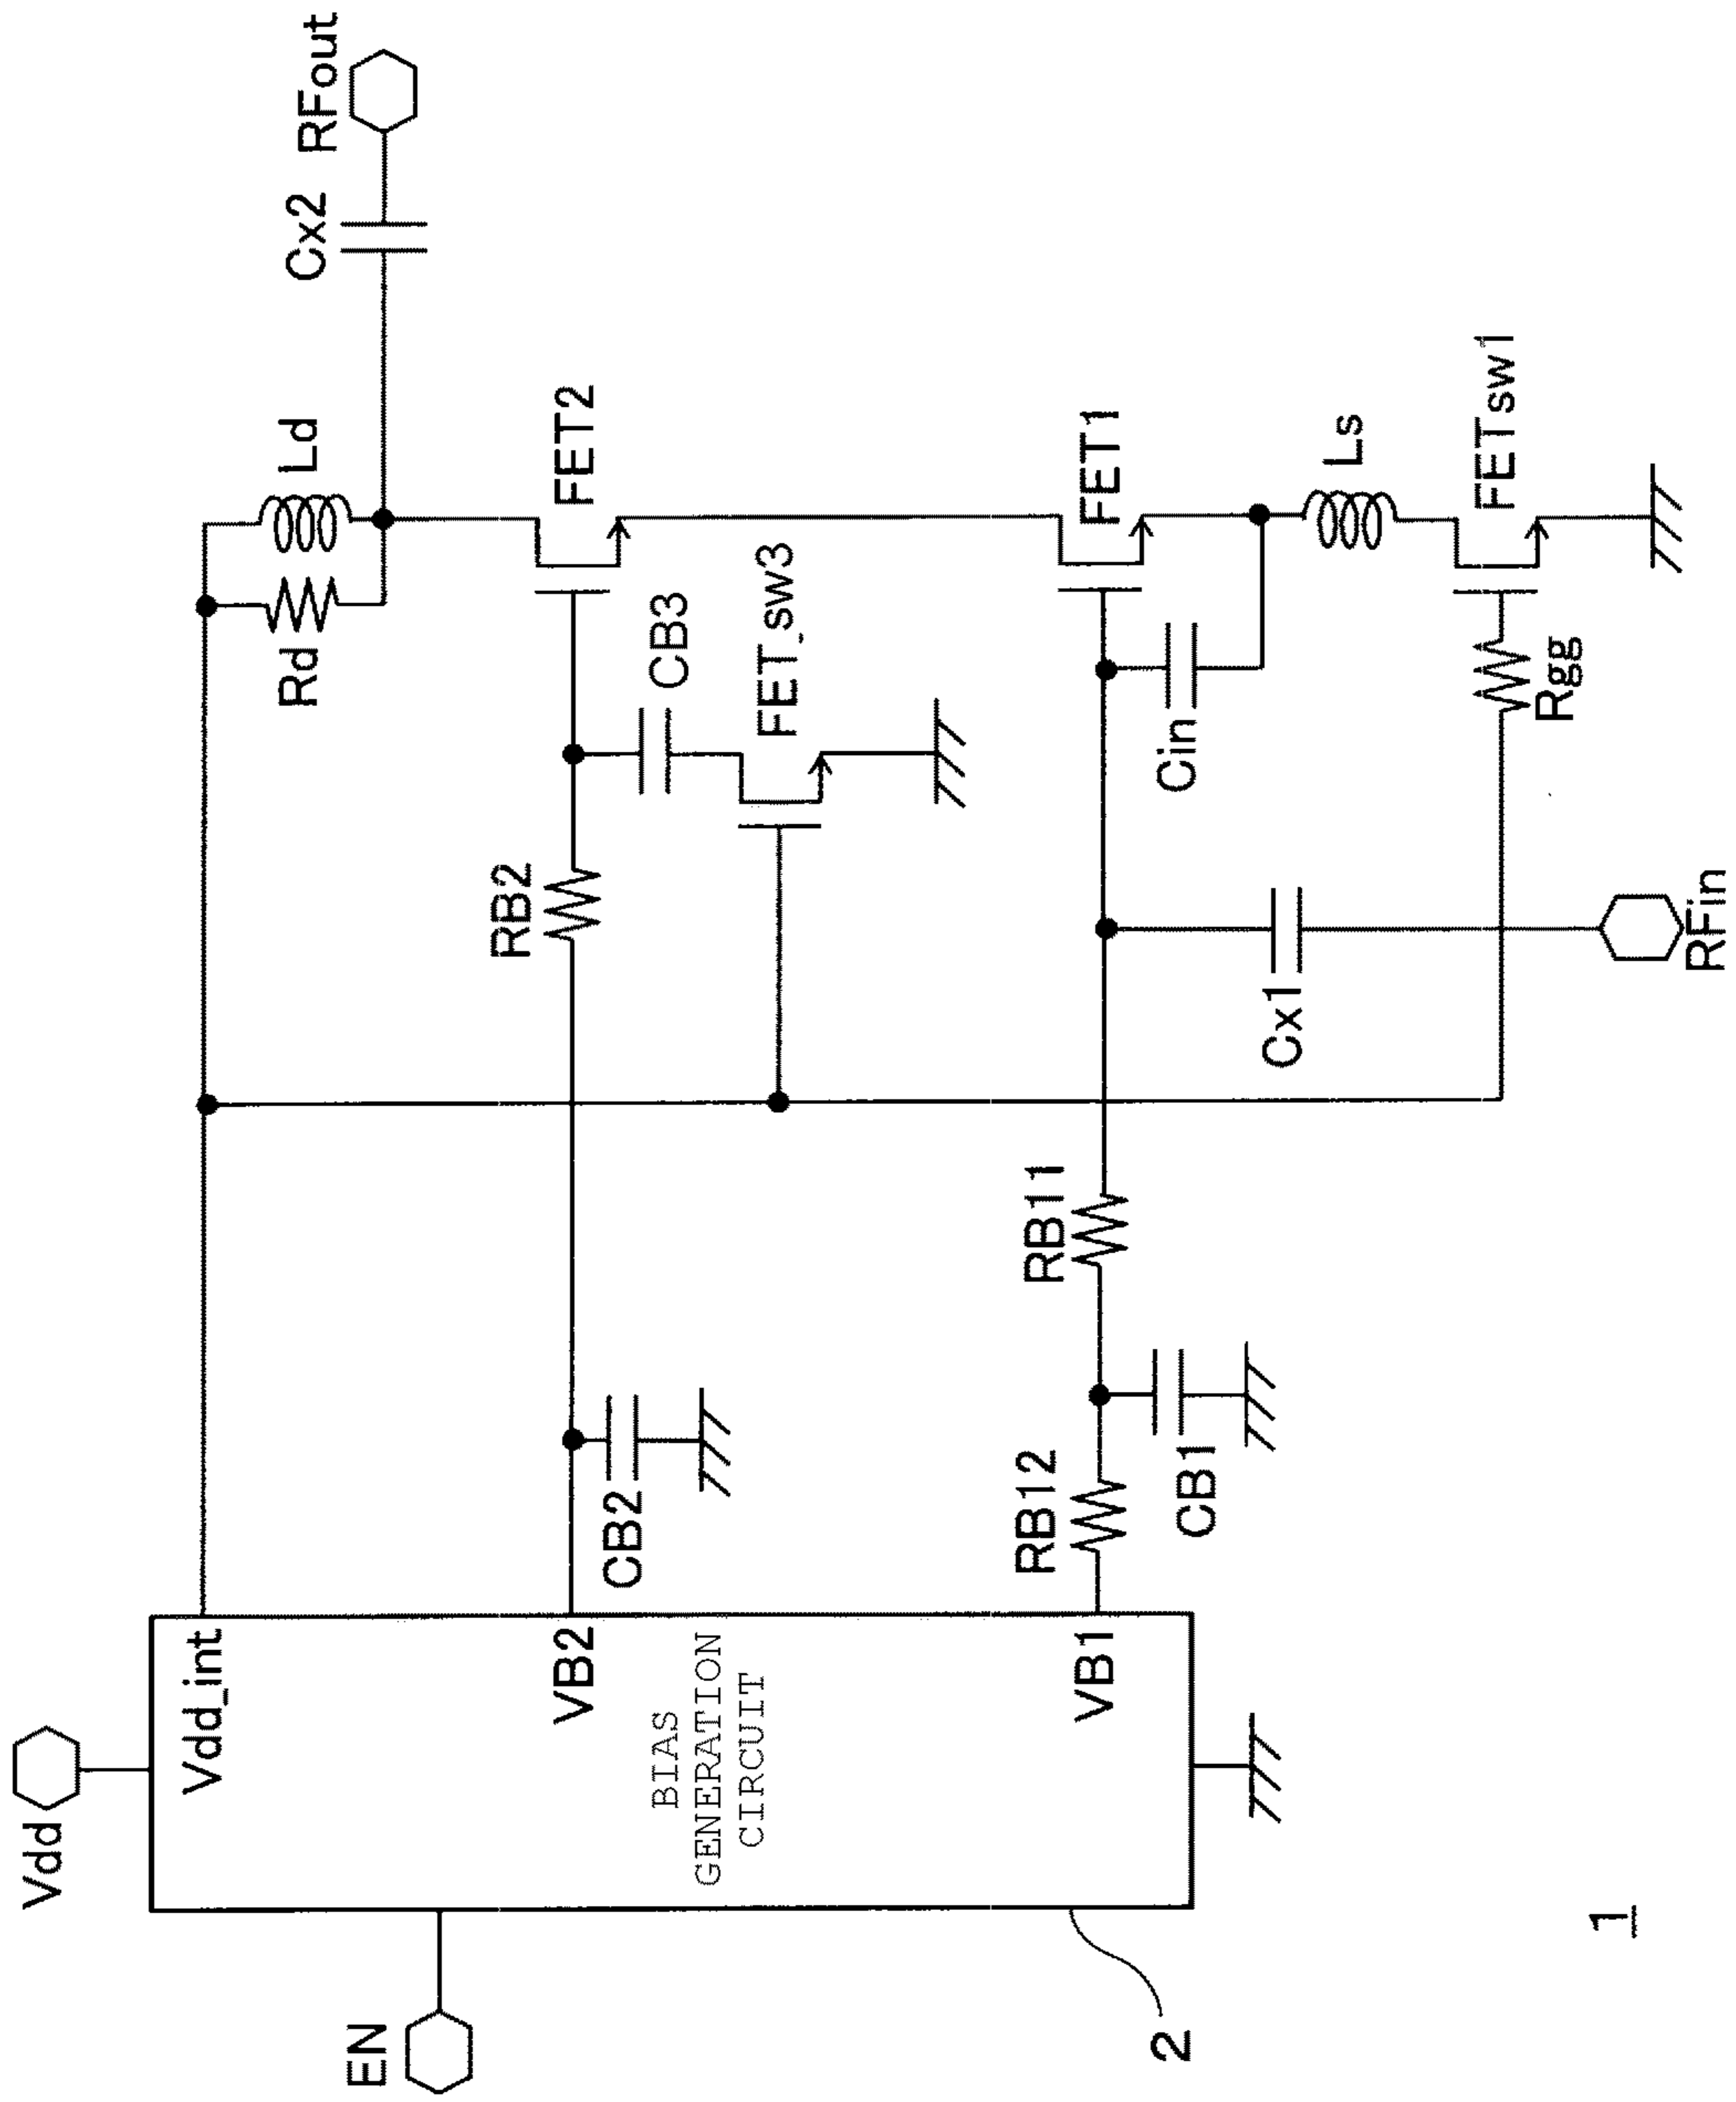 Vdd
EN
Vdd_int
VB2
BIAS
GENERATION
CIRCUIT
VB1
2
CB2
RB12
CB1
RB11
RB2
Cx1
RFin
Rd
Ld
CB3
FET_sw3
FET2
Cin
FET1
Ls
Rgg
FETsw1
Cx2
RFout
1